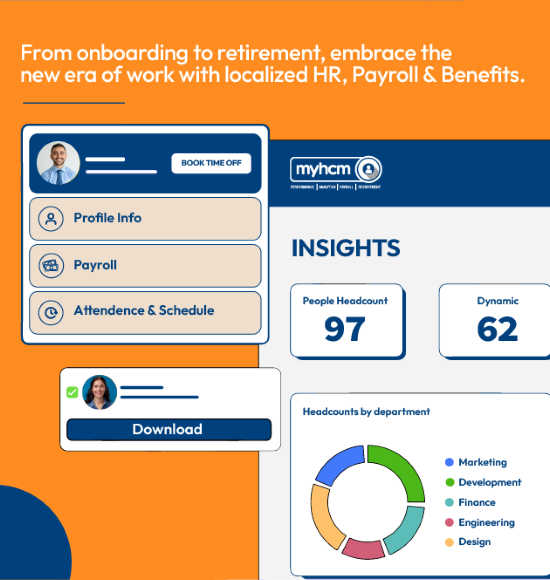 From onboarding to retirement, embrace the
new era of work with localized HR, Payroll & Benefits.
BOOK TIME OFF
Profile Info
Payroll
Attendence & Schedule
Download
myhcm
PAYROLL
RECRUITMENT
INSIGHTS
People Headcount
97
Dynamic
62
Headcounts by department
Marketing
Development
Finance
Engineering
Design